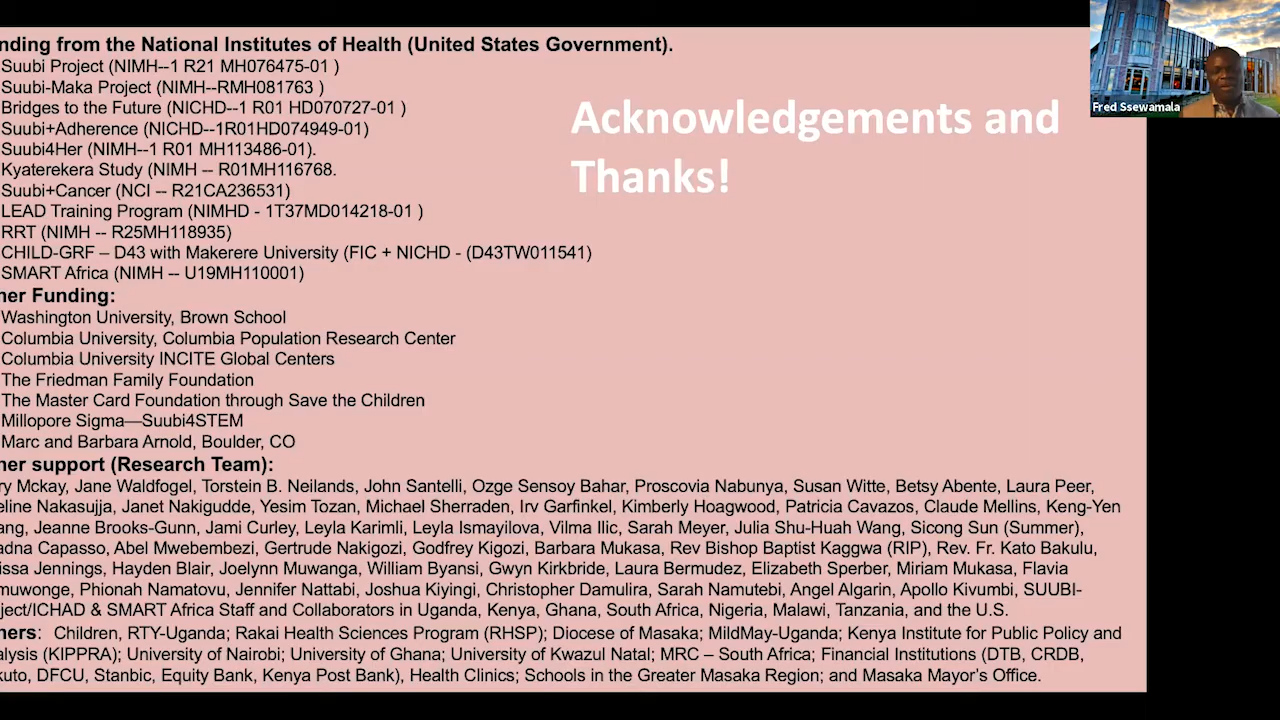 nding from the National Institutes of Health (United States Government).
Suubi Project (NIMH--1 R21 MH076475-01 )
Suubi-Maka Project (NIMH--RMH081763 )
Bridges to the Future (NICHD--1 R01 HD070727-01 )
Suubi+Adherence (NICHD--1R01HD074949-01)
Suubi4Her (NIMH--1 R01 MH113486-01).
Kyaterekera Study (NIMH -- R01MH116768.
Suubi+Cancer (NCI -- R21CA236531)
LEAD Training Program (NIMHD - 1T37MD014218-01 )
RRT (NIMH -- R25MH118935)
CHILD-GRF – D43 with Makerere University (FIC + NICHD - (D43TW011541)
SMART Africa (NIMH -- U19MH110001)
Acknowledgements and
Thanks!
Fred Ssewamala
her Funding:
Washington University, Brown School
Columbia University, Columbia Population Research Center
Columbia University INCITE Global Centers
The Friedman Family Foundation
The Master Card Foundation through Save the Children
Millopore Sigma—Suubi4STEM
Marc and Barbara Arnold, Boulder, CO
her support (Research Team):
ry Mckay, Jane Waldfogel, Torstein B. Neilands, John Santelli, Ozge Sensoy Bahar, Proscovia Nabunya, Susan Witte, Betsy Abente, Laura Peer,
eline Nakasujja, Janet Nakigudde, Yesim Tozan, Michael Sherraden, Irv Garfinkel, Kimberly Hoagwood, Patricia Cavazos, Claude Mellins, Keng-Yen
ang, Jeanne Brooks-Gunn, Jami Curley, Leyla Karimli, Leyla Ismayilova, Vilma Ilic, Sarah Meyer, Julia Shu-Huah Wang, Sicong Sun (Summer),
adna Capasso, Abel Mwebembezi, Gertrude Nakigozi, Godfrey Kigozi, Barbara Mukasa, Rev Bishop Baptist Kaggwa (RIP), Rev. Fr. Kato Bakulu,
issa Jennings, Hayden Blair, Joelynn Muwanga, William Byansi, Gwyn Kirkbride, Laura Bermudez, Elizabeth Sperber, Miriam Mukasa, Flavia
muwonge, Phionah Namatovu, Jennifer Nattabi, Joshua Kiyingi, Christopher Damulira, Sarah Namutebi, Angel Algarin, Apollo Kivumbi, SUUBI-
ject/ICHAD & SMART Africa Staff and Collaborators in Uganda, Kenya, Ghana, South Africa, Nigeria, Malawi, Tanzania, and the U.S.
hers: Children, RTY-Uganda; Rakai Health Sciences Program (RHSP); Diocese of Masaka; MildMay-Uganda; Kenya Institute for Public Policy and
alysis (KIPPRA); University of Nairobi; University of Ghana; University of Kwazul Natal; MRC – South Africa; Financial Institutions (DTB, CRDB,
kuto, DFCU, Stanbic, Equity Bank, Kenya Post Bank), Health Clinics; Schools in the Greater Masaka Region; and Masaka Mayor's Office.